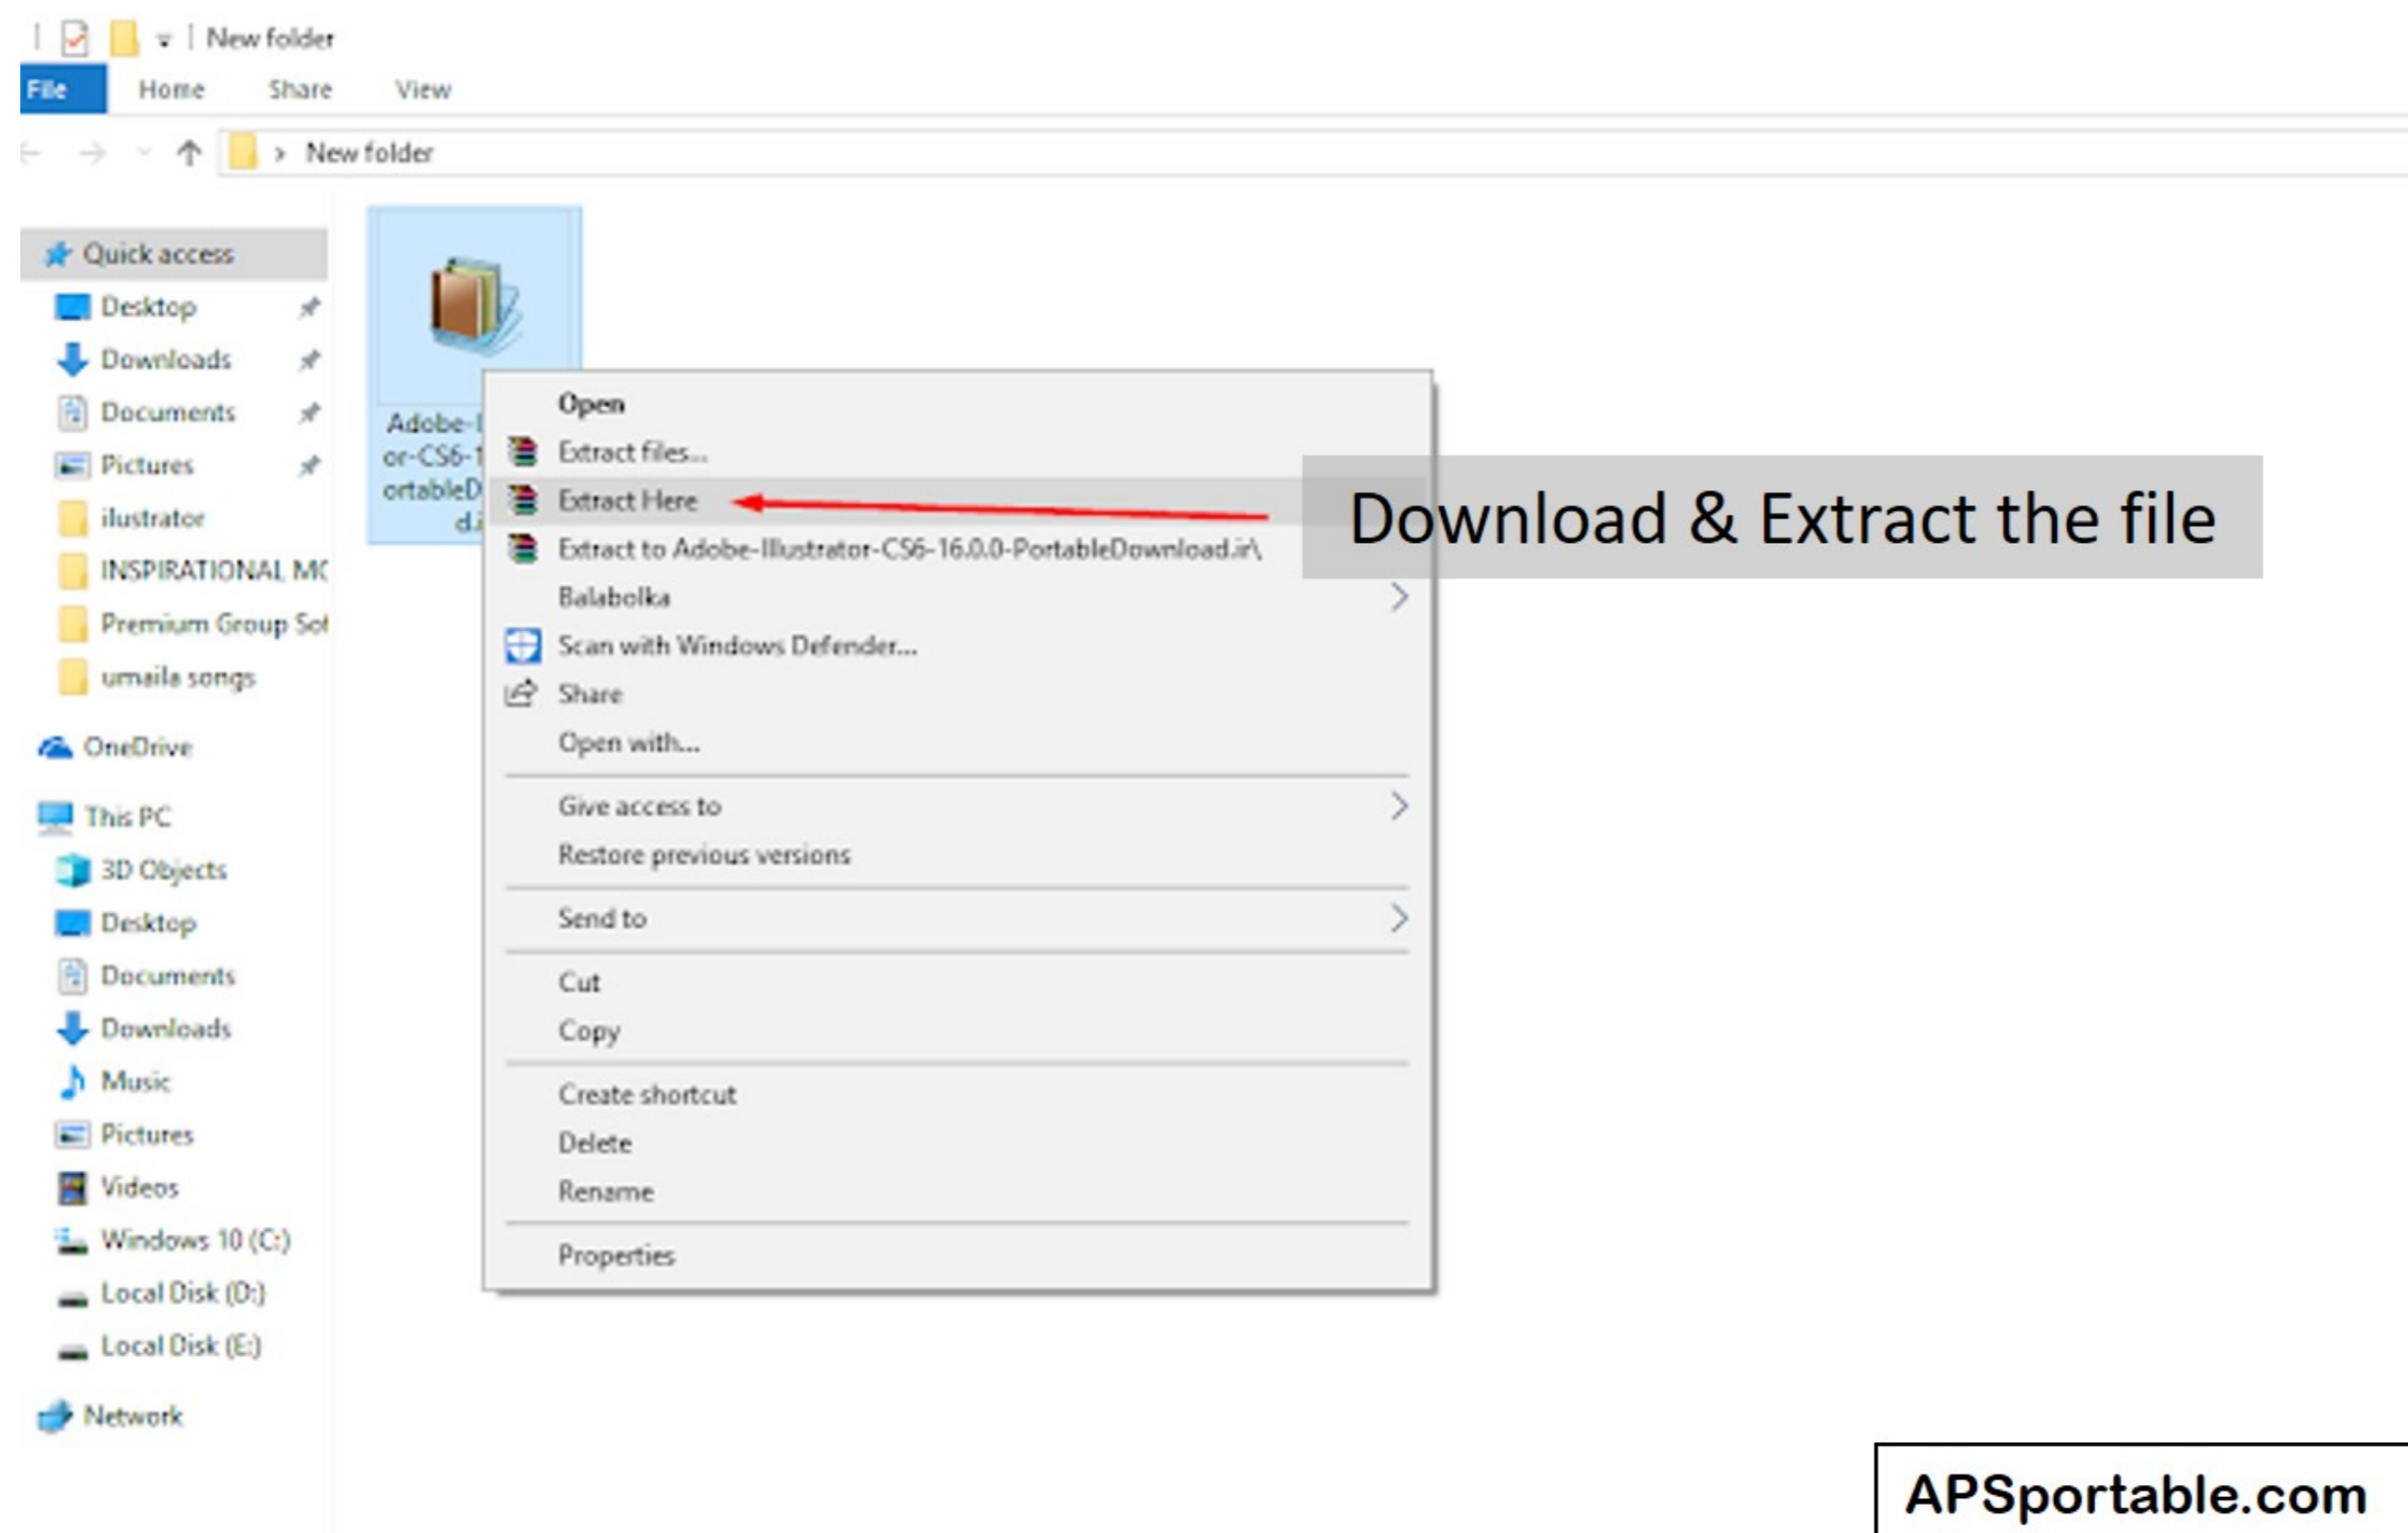 New folder
File Home Share View
New folder
Quick access
Desktop
Downloads
Documents
Pictures
ilustrator
INSPIRATIONAL MC
Premium Group Sof
umaila songs
OneDrive
This PC
3D Objects
Desktop
Documents
Downloads
Music
Pictures
Videos
Windows 10 (C:)
Local Disk (D:)
Local Disk (E:)
Network
Adobe-I
or-CS6-1
ortableD
d.i
Open
Extract files...
Extract Here
Extract to Adobe-Illustrator-CS6-16.0.0-PortableDownload.ir\
Balabolka
Scan with Windows Defender...
Share
Open with...
Give access to
Restore previous versions
Send to
Cut
Copy
Create shortcut
Delete
Rename
Properties
Download & Extract the file
APSportable.com